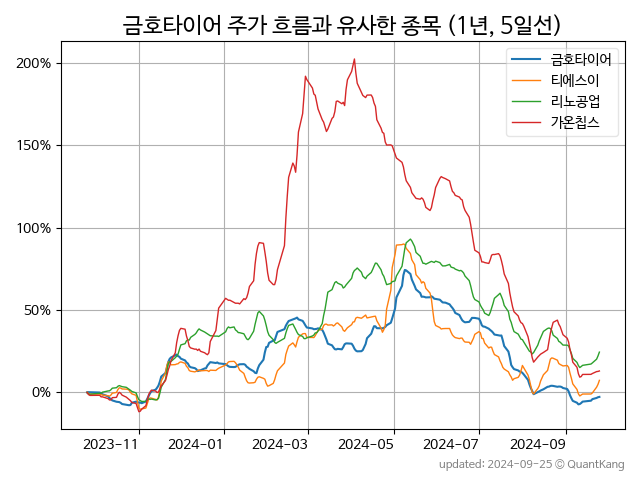 금호타이어 주가 흐름과 유사한 종목 (1년, 5일선)
금호타이어
티에스이
리노공업
가온칩스
200%
150%
100%
50%
0%
2023-11 2024-01 2024-03 2024-05 2024-07 2024-09
updated: 2024-09-25 © QuantKang